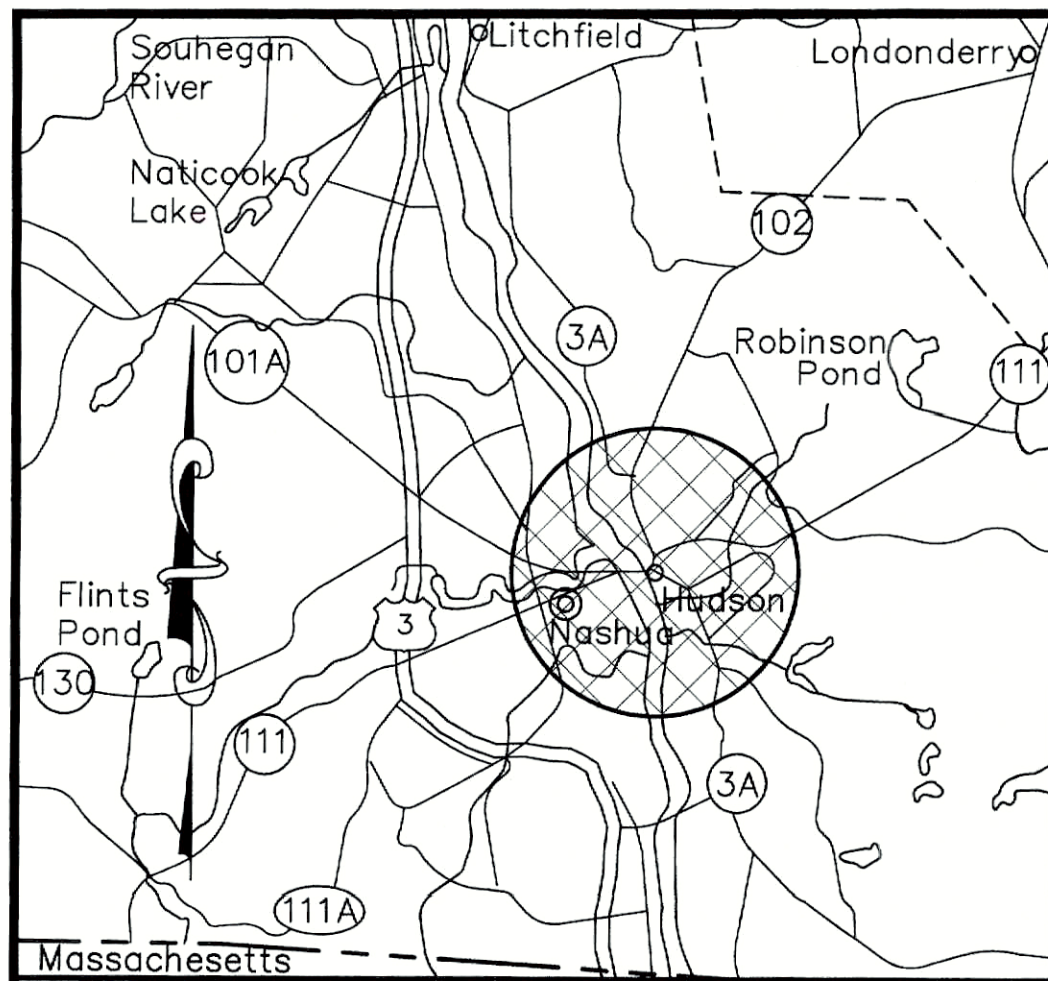 Litchfield
Souhegan
River
Londonderry
Naticook
Lake
102
3A
101A
Robinson
Pond
111
Flints
Pond
3
Hudson
Nashua
130
111
3A
111A
Massachesetts